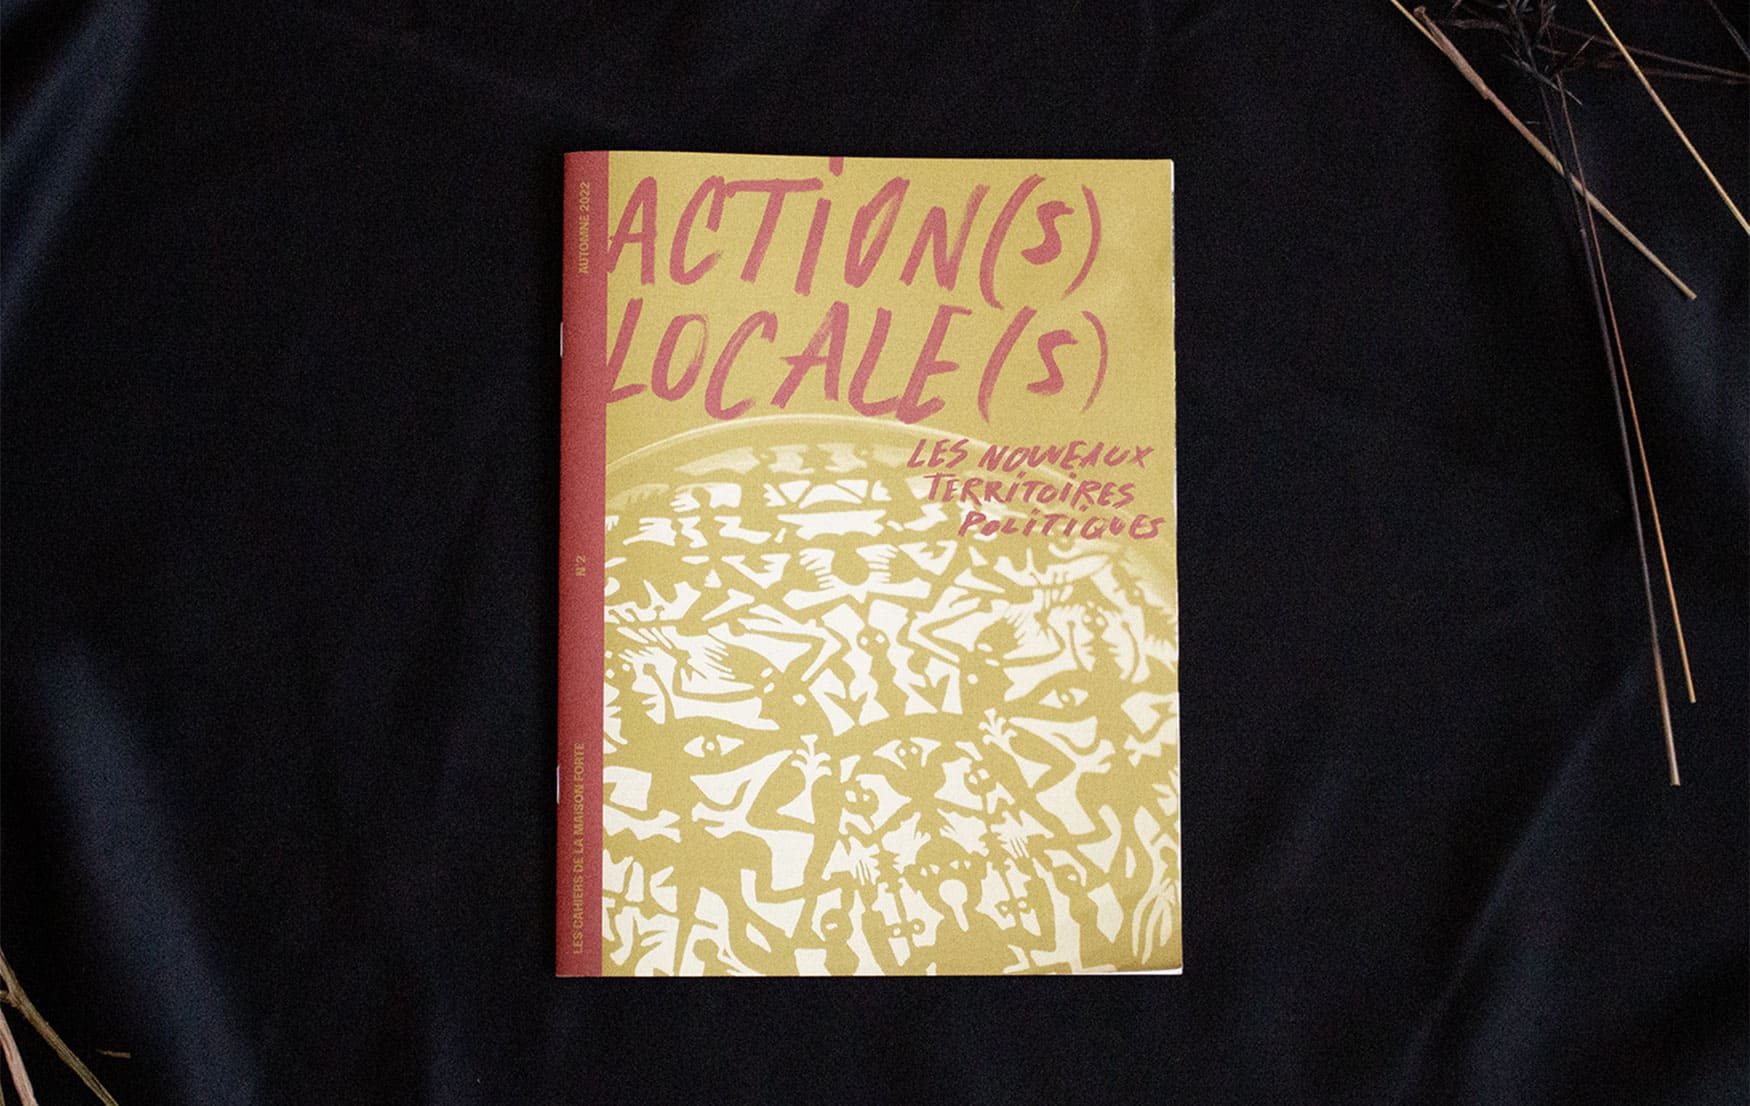 ACTiON(S)
LOCALE(S)
LES NOUVEAUX
TERRiTOiRES
POLiTiQUES
AUTOMNE 2022
N°2
LES CAHIERS DE LA MAISON FORTE